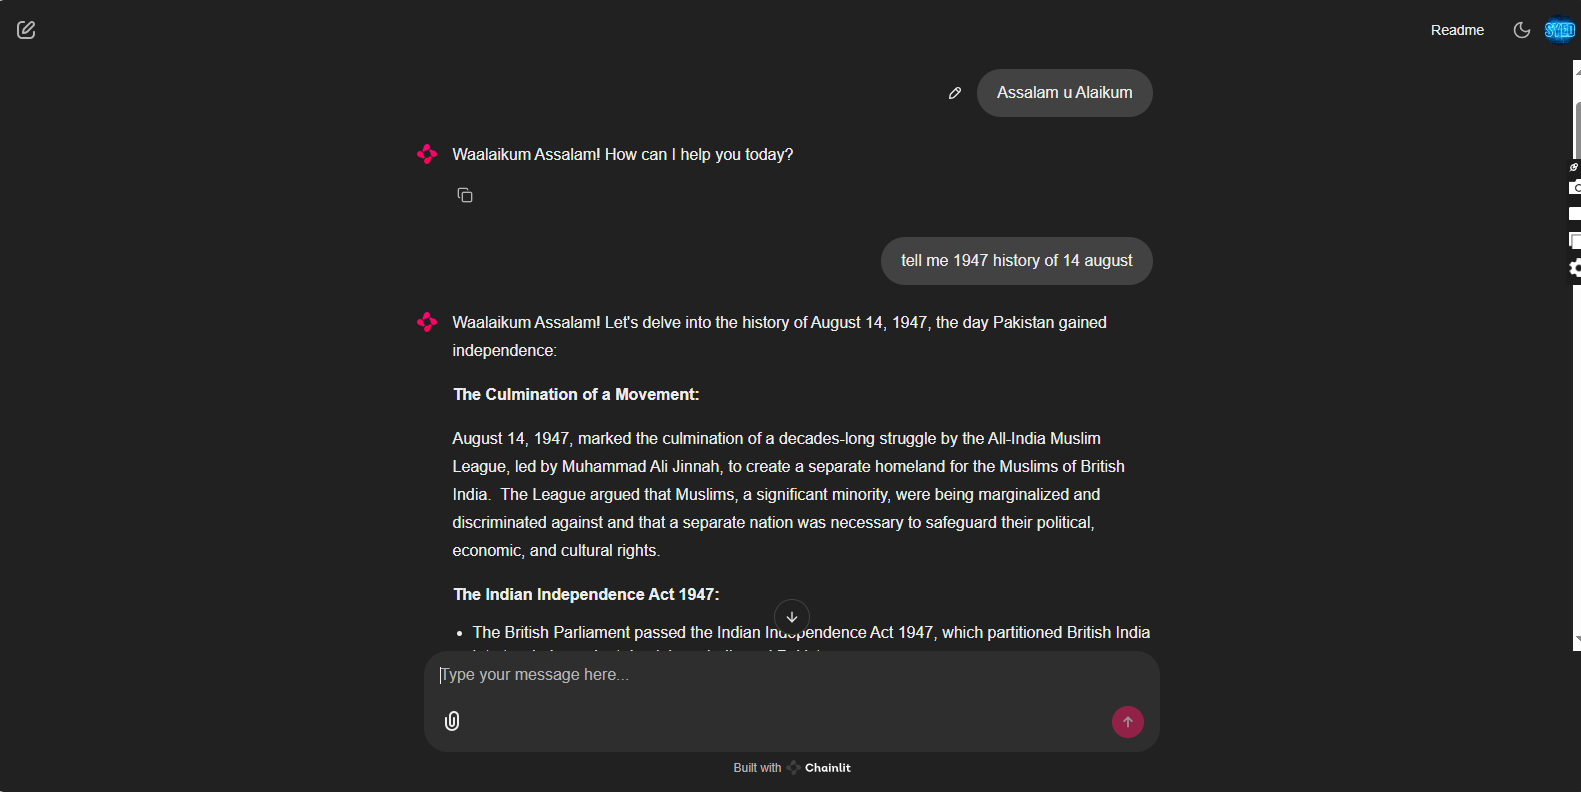 Readme
SYED
Assalam u Alaikum
Waalaikum Assalam! How can I help you today?
tell me 1947 history of 14 august
Waalaikum Assalam! Let's delve into the history of August 14, 1947, the day Pakistan gained
independence:
The Culmination of a Movement:
August 14, 1947, marked the culmination of a decades-long struggle by the All-India Muslim
League, led by Muhammad Ali Jinnah, to create a separate homeland for the Muslims of British
India. The League argued that Muslims, a significant minority, were being marginalized and
discriminated against and that a separate nation was necessary to safeguard their political,
economic, and cultural rights.
The Indian Independence Act 1947:
• The British Parliament passed the Indian Independence Act 1947, which partitioned British India
Type your message here...
Built with Chainlit